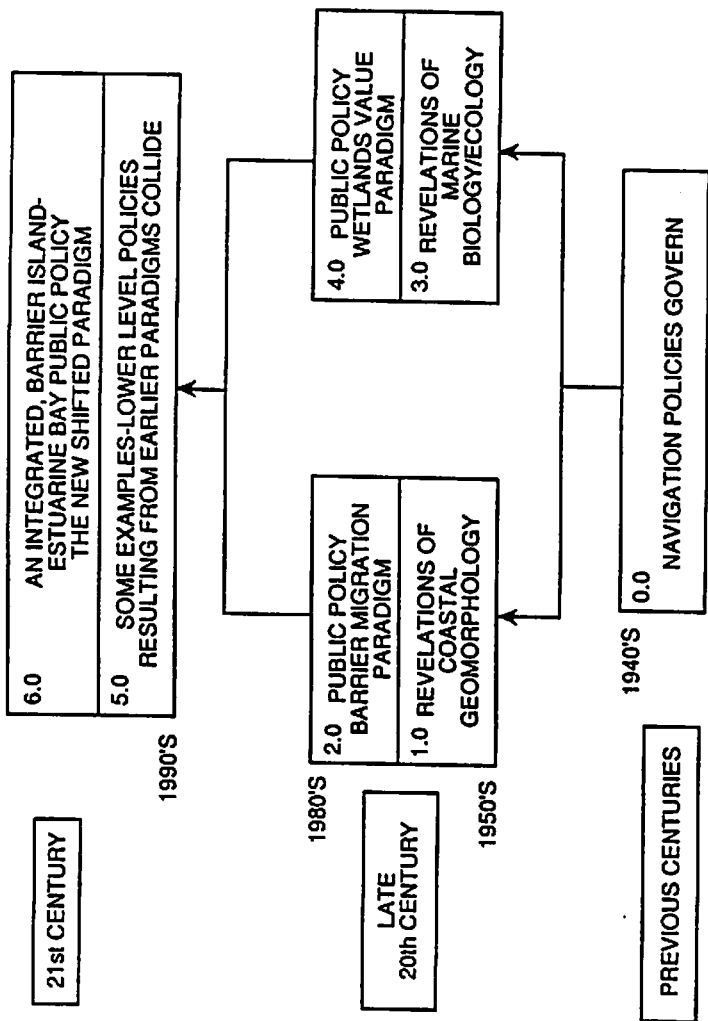 21st CENTURY
6.0
AN INTEGRATED, BARRIER ISLAND-
ESTUARINE BAY PUBLIC POLICY
THE NEW SHIFTED PARADIGM
5.0
SOME EXAMPLES-LOWER LEVEL POLICIES
RESULTING FROM EARLIER PARADIGMS COLLIDE
1990'S
1980'S
LATE
20th CENTURY
2.0 PUBLIC POLICY
BARRIER MIGRATION
PARADIGM
1.0 REVELATIONS OF
COASTAL
GEOMORPHOLOGY
4.0 PUBLIC POLICY
WETLANDS VALUE
PARADIGM
3.0 REVELATIONS OF
MARINE
BIOLOGY/ECOLOGY
1950'S
1940'S
PREVIOUS CENTURIES
0.0
NAVIGATION POLICIES GOVERN